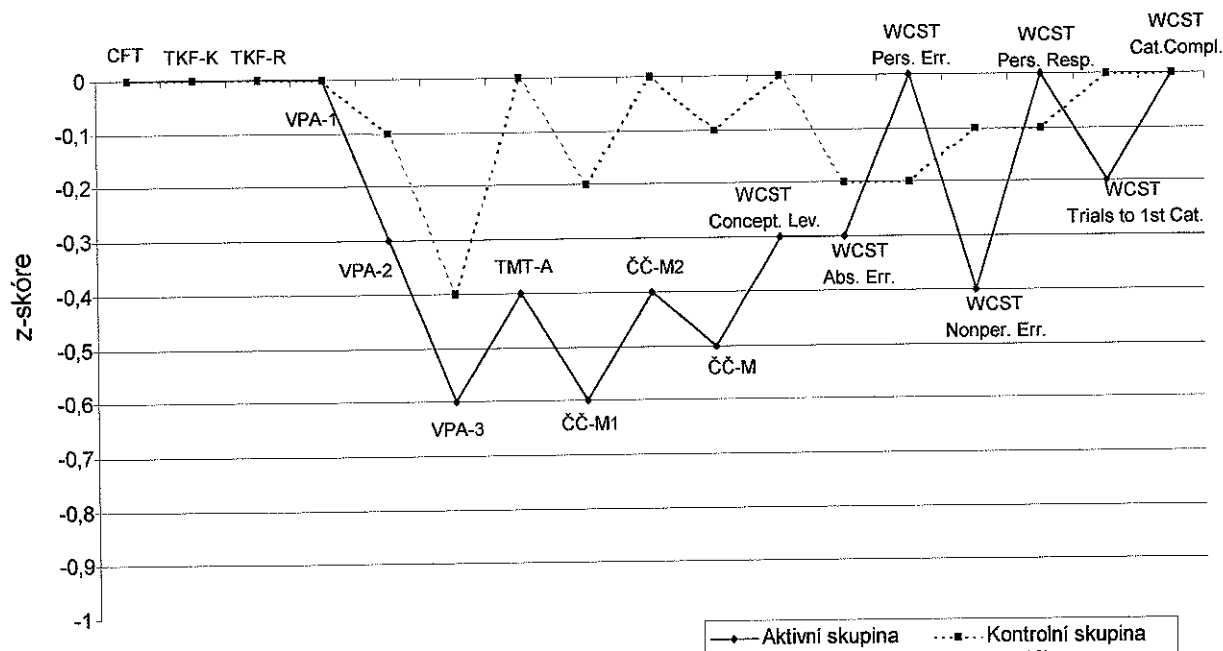 WCST
WCST
WCST
CFT
TKF-K
TKF-R
Pers. Err.
Pers. Resp.
Cat.Compl.
0
VPA-1
-0,1
-0,2
WCST
WCST
Concept. Lev.
Trials to 1st Cat.
-0,3
VPA-2
TMT-A
ČČ-M2
WCST
Abs. Err.
-0,4
WCST
Nonper. Err.
z-skóre
-0,5
ČČ-M
-0,6
VPA-3
ČČ-M1
-0,7
-0,8
-0,9
-1
Aktivní skupina
Kontrolní skupina